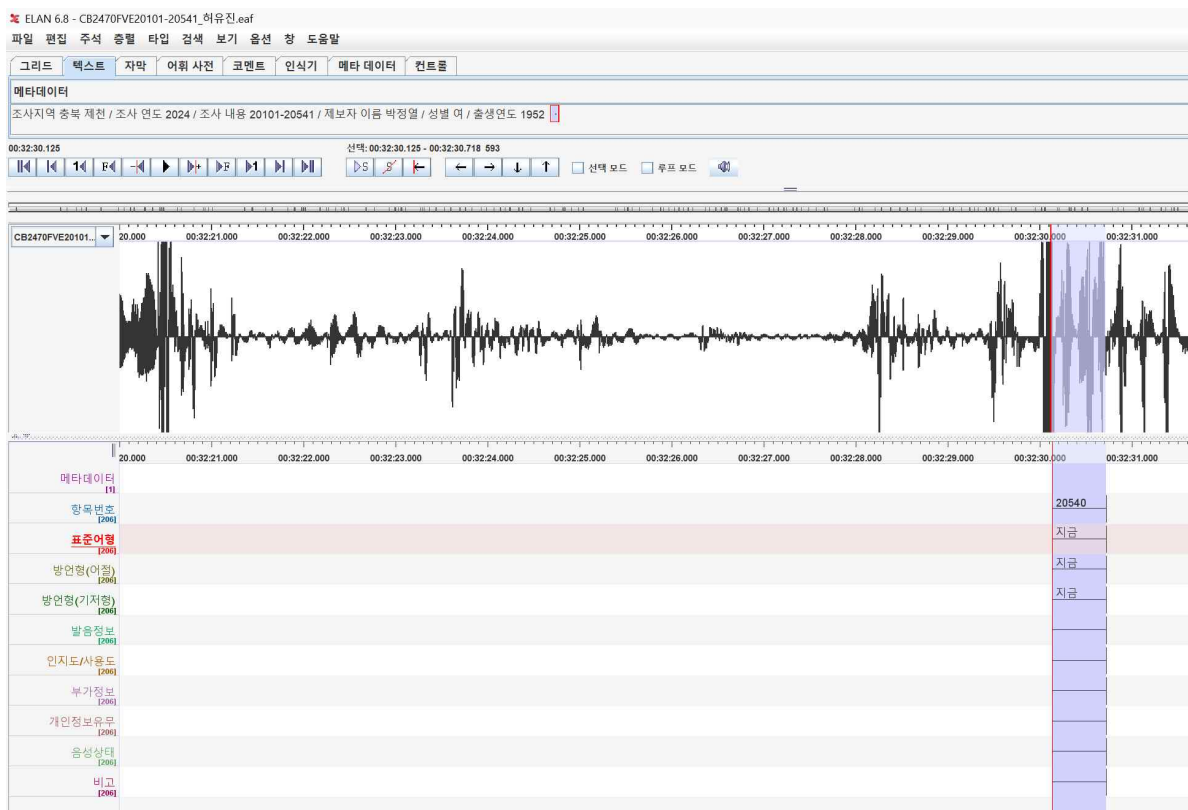 ELAN 6.8 - CB2470FVE20101-20541_허유진.eaf
파일 편집 주석 증렬 타입 검색 보기 옵션 창 도움말
그리드 텍스트 자막 어휘 사전 코멘트 인식기 메타 데이터 컨트롤
메타데이터
조사지역 충북 제천 / 조사 연도 2024 / 조사 내용 20101-20541 / 제보자 이름 박정열 / 성별 여 / 출생연도 1952
00:32:30.125 선택: 00:32:30.125 - 00:32:30.718 593
1 F + F 1 S S 선택 모드 루프 모드
CB2470FVE20101... 20.000 00:32:21.000 00:32:22.000 00:32:23.000 00:32:24.000 00:32:25.000 00:32:26.000 00:32:27.000 00:32:28.000 00:32:29.000 00:32:30.000 00:32:31.000
20.000 00:32:21.000 00:32:22.000 00:32:23.000 00:32:24.000 00:32:25.000 00:32:26.000 00:32:27.000 00:32:28.000 00:32:29.000 00:32:30.000 00:32:31.000
메타데이터
[1]
항목번호 20540
[206]
표준어형 지금
[206]
방언형(어절) 지금
[206]
방언형(기저형) 지금
[206]
발음정보
[206]
인지도/사용도
[206]
부가정보
[206]
개인정보유무
[206]
음성상태
[206]
비고
[206]